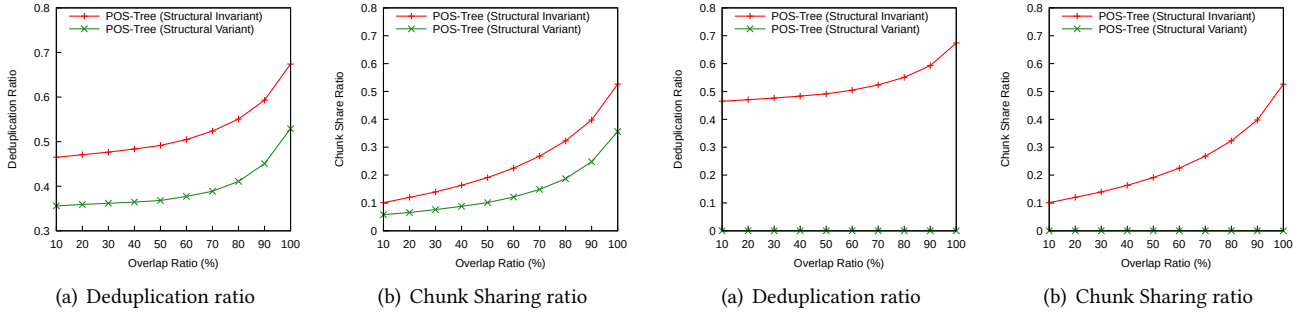 POS-Tree (Structural Invariant)
POS-Tree (Structural Variant)
Deduplication Ratio
0.8
0.7
0.6
0.5
0.4
0.3
10 20 30 40 50 60 70 80 90 100
Overlap Ratio (%)
(a) Deduplication ratio
POS-Tree (Structural Invariant)
POS-Tree (Structural Variant)
Chunk Share Ratio
0.8
0.7
0.6
0.5
0.4
0.3
0.2
0.1
0
10 20 30 40 50 60 70 80 90 100
Overlap Ratio (%)
(b) Chunk Sharing ratio
POS-Tree (Structural Invariant)
POS-Tree (Structural Variant)
Deduplication Ratio
0.8
0.7
0.6
0.5
0.4
0.3
0.2
0.1
0
10 20 30 40 50 60 70 80 90 100
Overlap Ratio (%)
(a) Deduplication ratio
POS-Tree (Structural Invariant)
POS-Tree (Structural Variant)
Chunk Share Ratio
0.8
0.7
0.6
0.5
0.4
0.3
0.2
0.1
0
10 20 30 40 50 60 70 80 90 100
Overlap Ratio (%)
(b) Chunk Sharing ratio